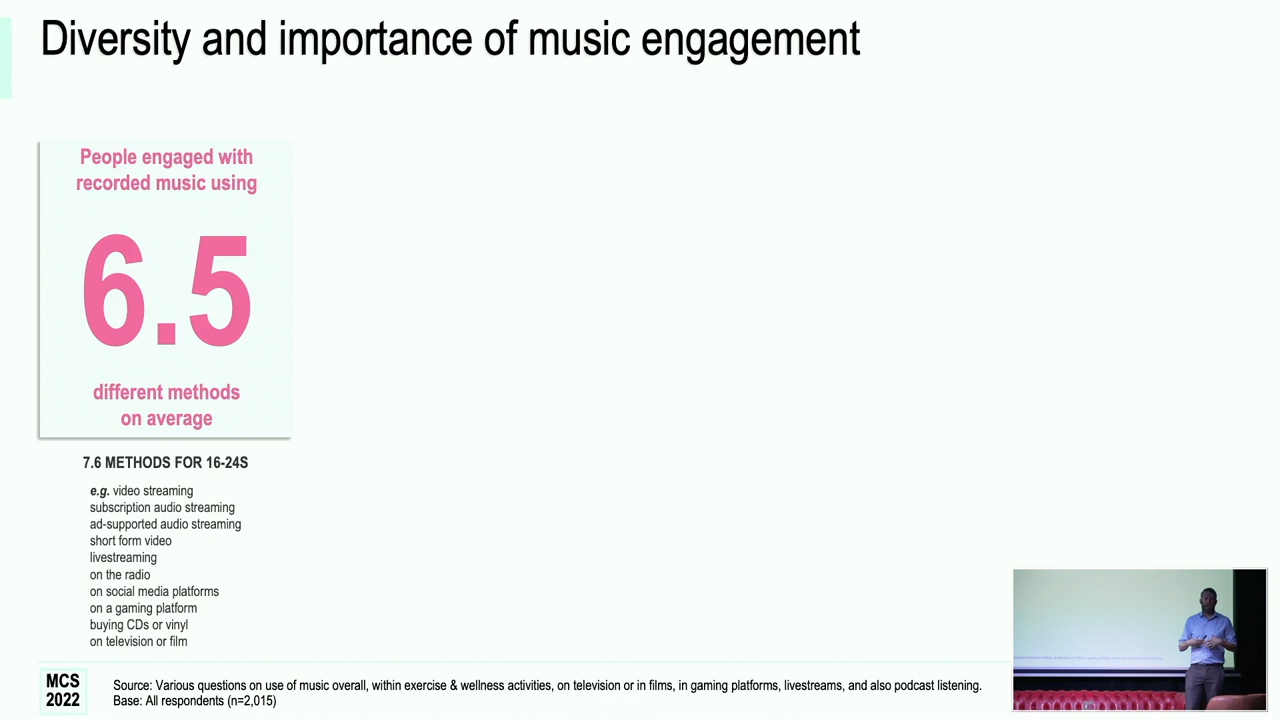 Diversity and importance of music engagement
People engaged with
recorded music using
6.5
different methods
on average
7.6 METHODS FOR 16-24S
e.g. video streaming
subscription audio streaming
ad-supported audio streaming
short form video
livestreaming
on the radio
on social media platforms
on a gaming platform
buying CDs or vinyl
on television or film
MCS
2022
Source: Various questions on use of music overall, within exercise & wellness activities, on television or in films, in gaming platforms, livestreams, and also podcast listening.
Base: All respondents (n=2,015)